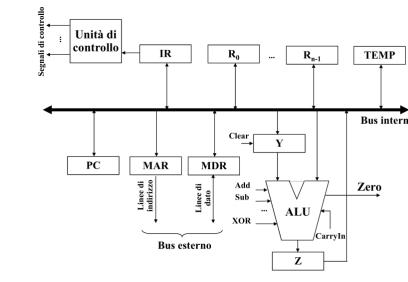 Segnali di controllo
...
Unità di
controllo
IR
R0
...
Rn-1
TEMP
Bus intern
Clear
Y
PC
MAR
MDR
Linee di
indirizzo
Linee di
dato
Bus esterno
Add
Sub
...
XOR
ALU
Zero
CarryIn
Z